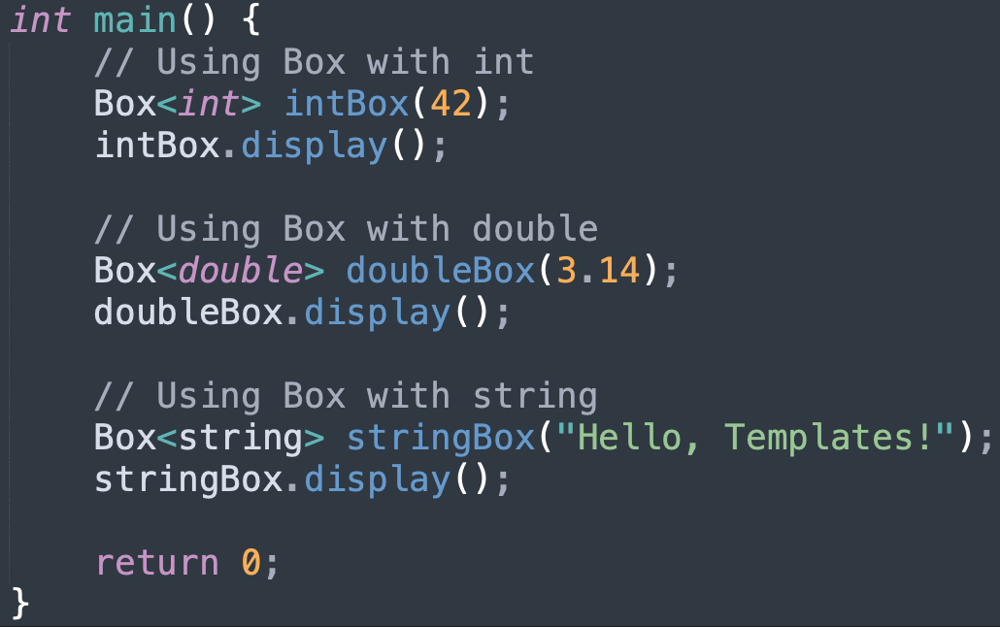 int main() {
    // Using Box with int
    Box<int> intBox(42);
    intBox.display();

    // Using Box with double
    Box<double> doubleBox(3.14);
    doubleBox.display();

    // Using Box with string
    Box<string> stringBox("Hello, Templates!");
    stringBox.display();

    return 0;
}